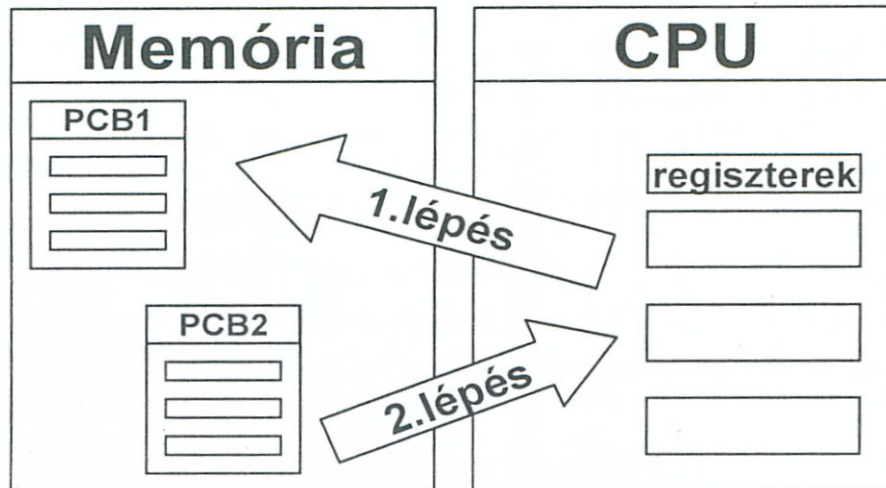 Memória
CPU
PCB1
regiszterek
1.lépés
PCB2
2.lépés